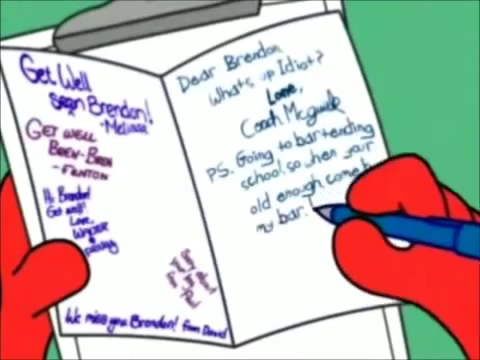 Get Well
Soon Brendon!
-Melissa
GET WELL
BREN-BREN
-FENTON
Hi Brendon!
Get well!
Love,
We miss you Brendon! from David
Dear Brendon,
What's up Idiot?
Love,
Coach McGuirk
PS. Going to bartending
school, so when your
old enough come to
my bar!